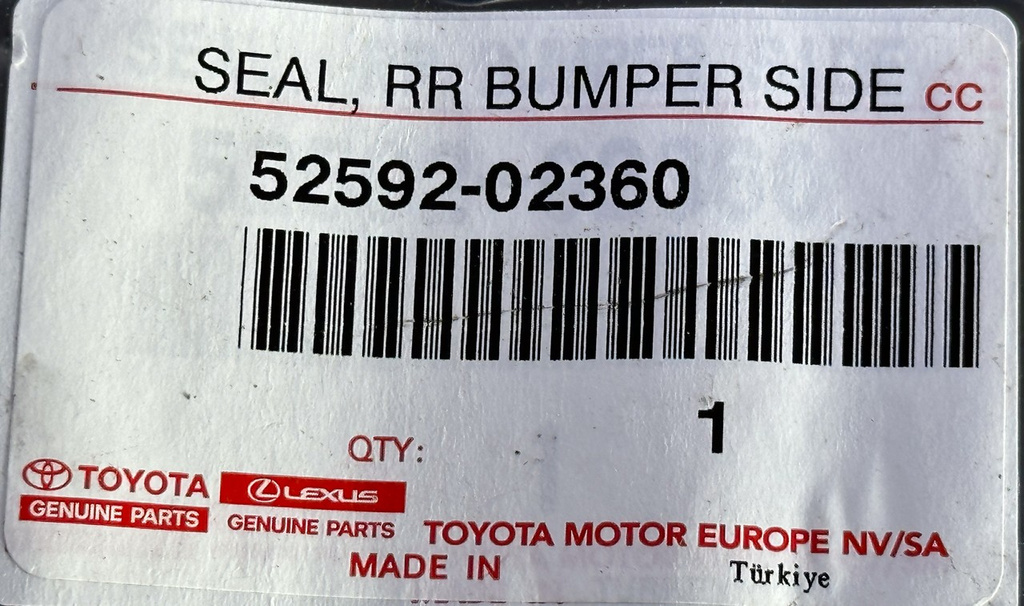 SEAL, RR BUMPER SIDE CC
52592-02360
1
QTY:
TOYOTA
GENUINE PARTS
LEXUS
GENUINE PARTS
TOYOTA MOTOR EUROPE NV/SA
MADE IN Türkiye